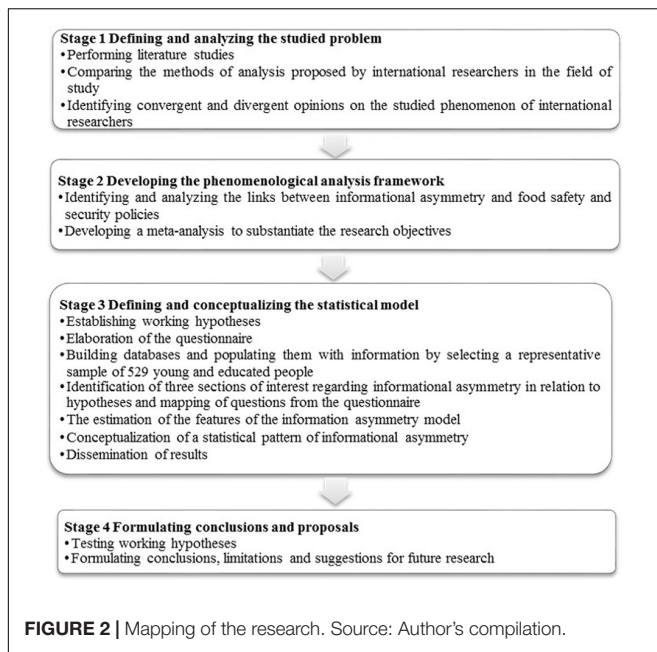 Stage 1 Defining and analyzing the studied problem
•Performing literature studies
•Comparing the methods of analysis proposed by international researchers in the field of
study
•Identifying convergent and divergent opinions on the studied phenomenon of international
researchers
Stage 2 Developing the phenomenological analysis framework
•Identifying and analyzing the links between informational asymmetry and food safety and
security policies
•Developing a meta-analysis to substantiate the research objectives
Stage 3 Defining and conceptualizing the statistical model
•Establishing working hypotheses
•Elaboration of the questionnaire
•Building databases and populating them with information by selecting a representative
sample of 529 young and educated people
•Identification of three sections of interest regarding informational asymmetry in relation to
hypotheses and mapping of questions from the questionnaire
•The estimation of the features of the information asymmetry model
•Conceptualization of a statistical pattern of informational asymmetry
•Dissemination of results
Stage 4 Formulating conclusions and proposals
•Testing working hypotheses
•Formulating conclusions, limitations and suggestions for future research
FIGURE 2 | Mapping of the research. Source: Author's compilation.